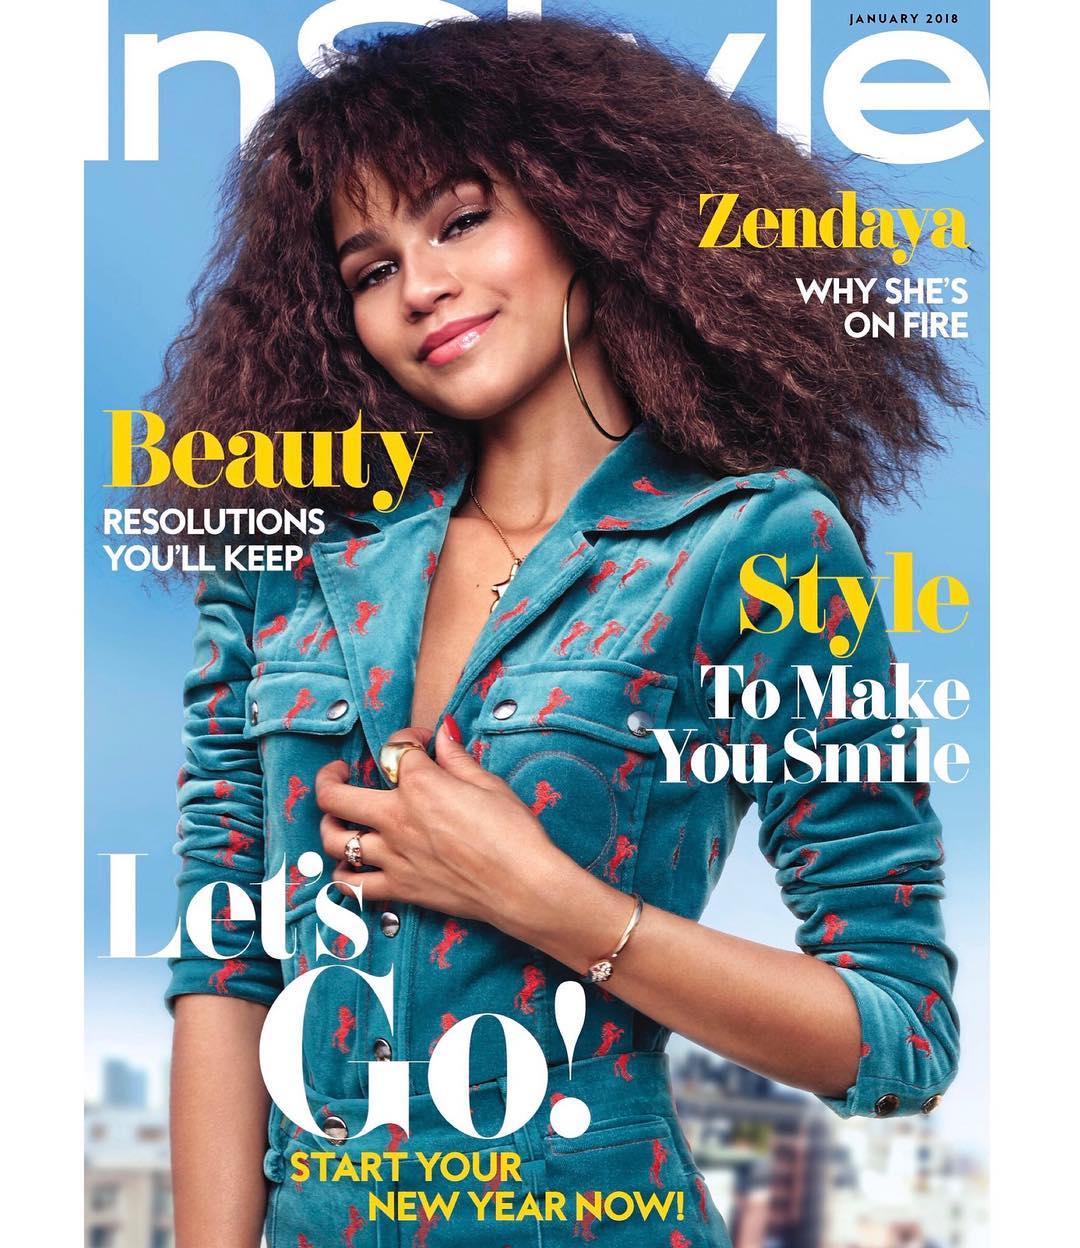 InStyle
JANUARY 2018
Zendaya
WHY SHE'S
ON FIRE
Beauty
RESOLUTIONS
YOU'LL KEEP
Style
To Make
You Smile
Let's
Go!
START YOUR
NEW YEAR NOW!